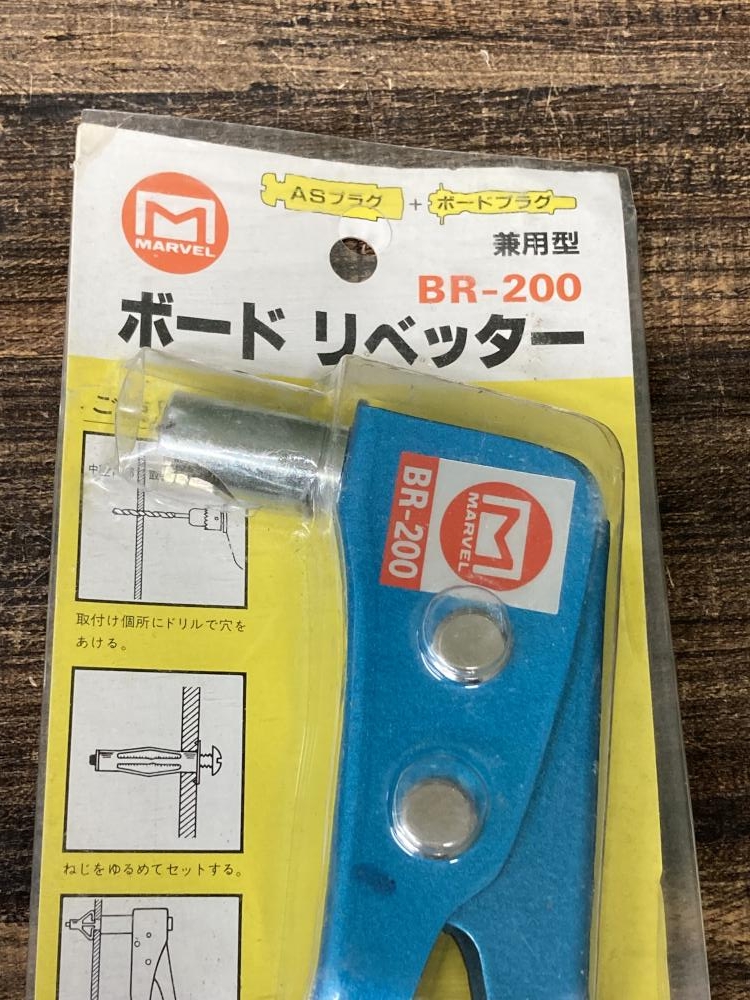 MARVEL
ASプラグ + ボードプラグ
兼用型
BR-200
ボード リベッター
ご
BR-200
MARVEL
取付け個所にドリルで穴を
あける。
ねじをゆるめてセットする。